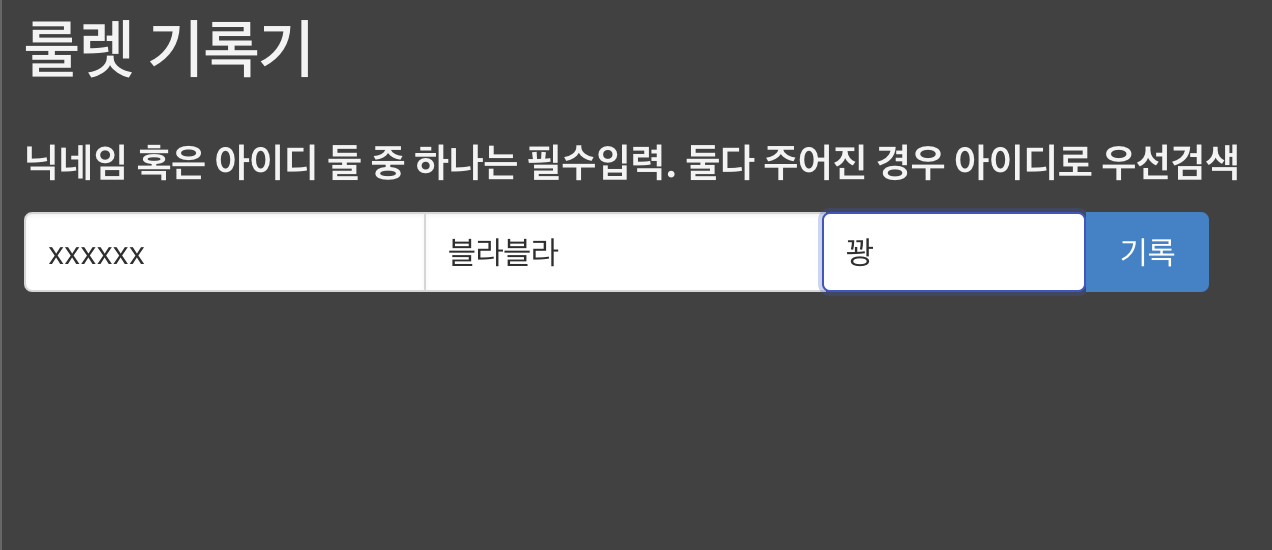 룰렛 기록기
닉네임 혹은 아이디 둘 중 하나는 필수입력. 둘다 주어진 경우 아이디로 우선검색
xxxxxx 블라블라 꽝 기록